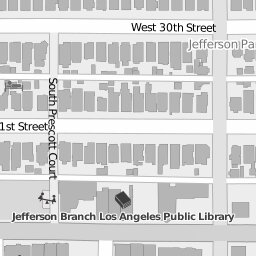 West 30th Street
Jefferson Pa
South Prescott Court
1st Street
Jefferson Branch Los Angeles Public Library